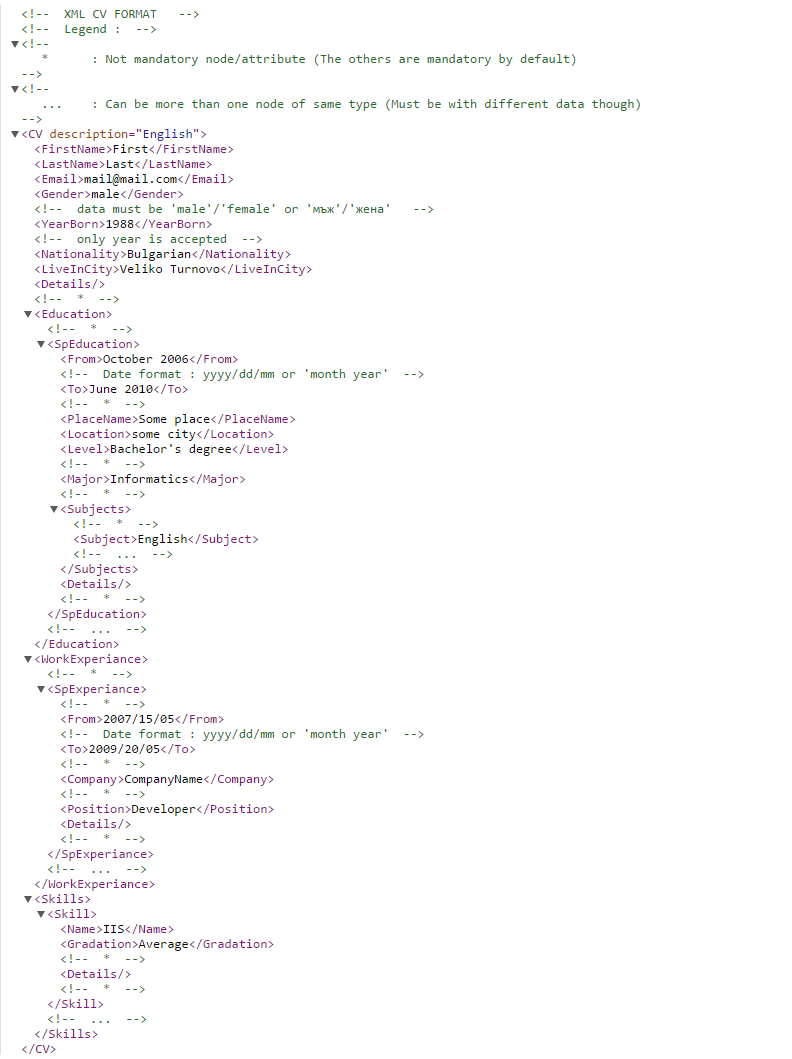 <!--  XML CV FORMAT   -->
<!--  Legend :  -->
▼<!--
*      : Not mandatory node/attribute (The others are mandatory by default)
-->
▼<!--
...    : Can be more than one node of same type (Must be with different data though)
-->
▼<CV description="English">
<FirstName>First</FirstName>
<LastName>Last</LastName>
<Email>mail@mail.com</Email>
<Gender>male</Gender>
<!--  data must be 'male'/'female' or 'мъж'/'жена'   -->
<YearBorn>1988</YearBorn>
<!--  only year is accepted  -->
<Nationality>Bulgarian</Nationality>
<LiveInCity>Veliko Turnovo</LiveInCity>
<Details/>
<!--  *  -->
▼<Education>
<!--  *  -->
▼<SpEducation>
<From>October 2006</From>
<!--  Date format : yyyy/dd/mm or 'month year'  -->
<To>June 2010</To>
<!--  *  -->
<PlaceName>Some place</PlaceName>
<Location>some city</Location>
<Level>Bachelor's degree</Level>
<!--  *  -->
<Major>Informatics</Major>
<!--  *  -->
▼<Subjects>
<!--  *  -->
<Subject>English</Subject>
<!--  ...  -->
</Subjects>
<Details/>
<!--  *  -->
</SpEducation>
<!--  ...  -->
</Education>
▼<WorkExperiance>
<!--  *  -->
▼<SpExperiance>
<!--  *  -->
<From>2007/15/05</From>
<!--  Date format : yyyy/dd/mm or 'month year'  -->
<To>2009/20/05</To>
<!--  *  -->
<Company>CompanyName</Company>
<!--  *  -->
<Position>Developer</Position>
<Details/>
<!--  *  -->
</SpExperiance>
<!--  ...  -->
</WorkExperiance>
▼<Skills>
▼<Skill>
<Name>IIS</Name>
<Gradation>Average</Gradation>
<!--  *  -->
<Details/>
<!--  *  -->
</Skill>
<!--  ...  -->
</Skills>
</CV>